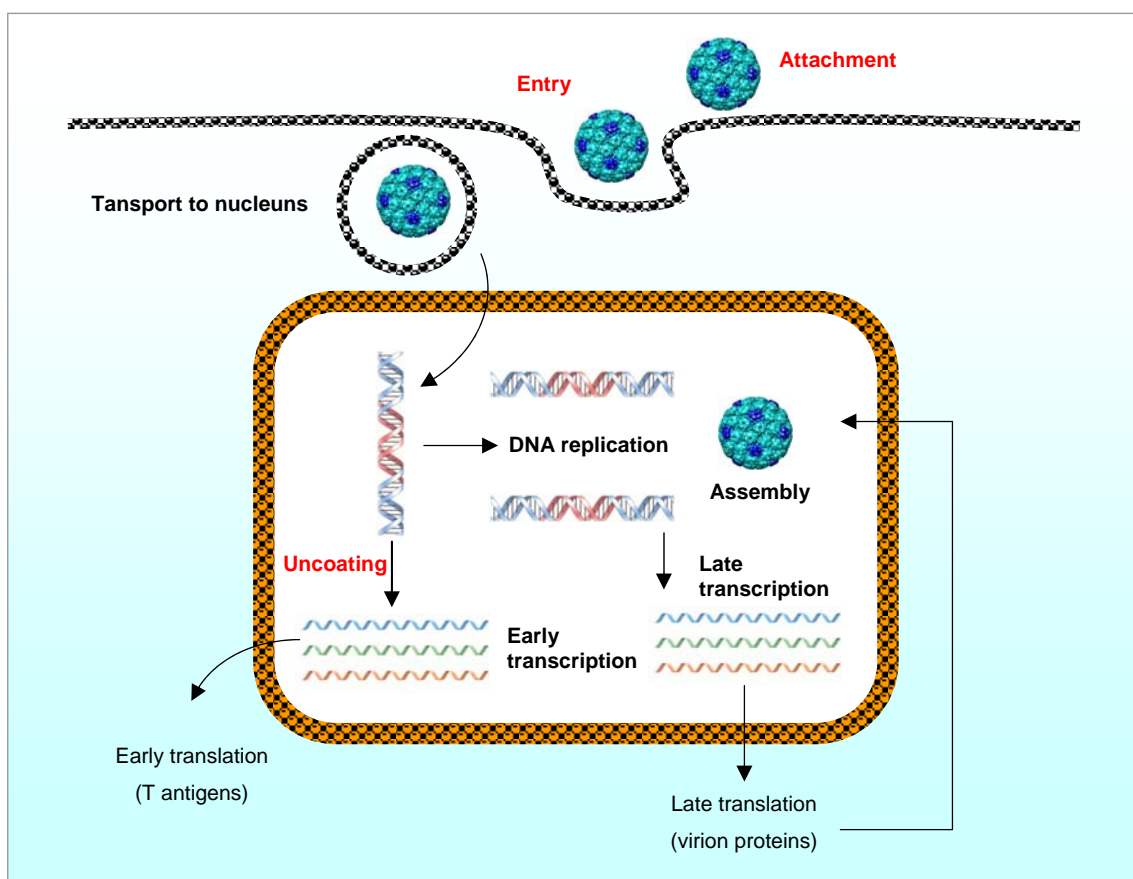 Attachment
Entry
Tansport to nucleuns
DNA replication
Assembly
Uncoating
Late
transcription
Early
transcription
Early translation
(T antigens)
Late translation
(virion proteins)